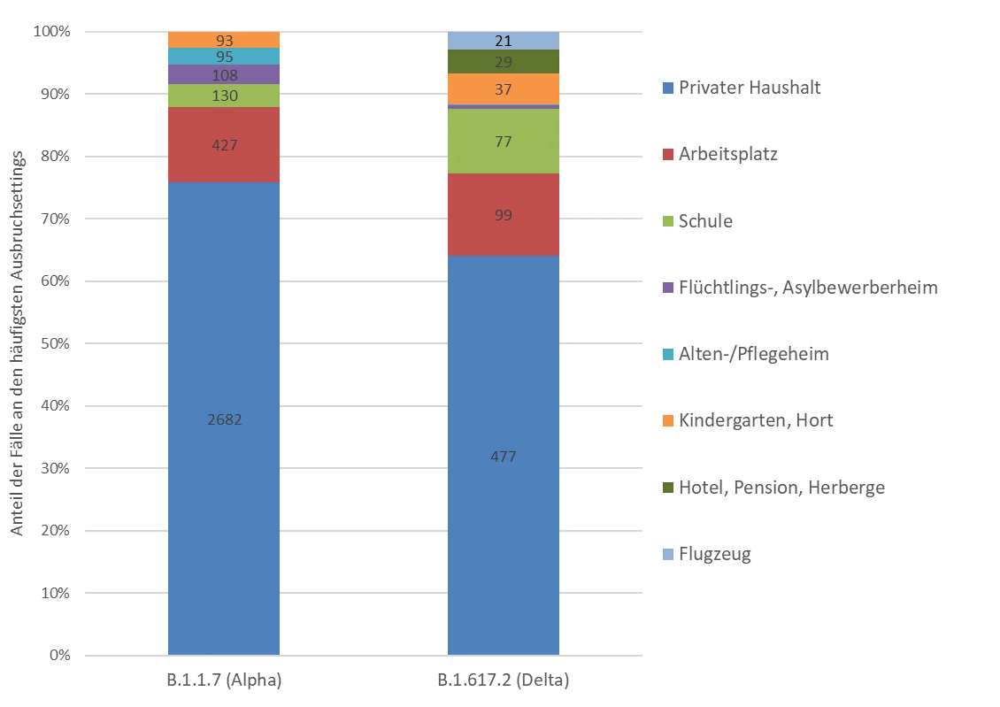 Anteil der Fälle an den häufigsten Ausbruchsettings
100%
90%
80%
70%
60%
50%
40%
30%
20%
10%
0%
93
95
108
130
427
2682
21
29
37
77
99
477
B.1.1.7 (Alpha)
B.1.617.2 (Delta)
Privater Haushalt
Arbeitsplatz
Schule
Flüchtlings-, Asylbewerberheim
Alten-/Pflegeheim
Kindergarten, Hort
Hotel, Pension, Herberge
Flugzeug